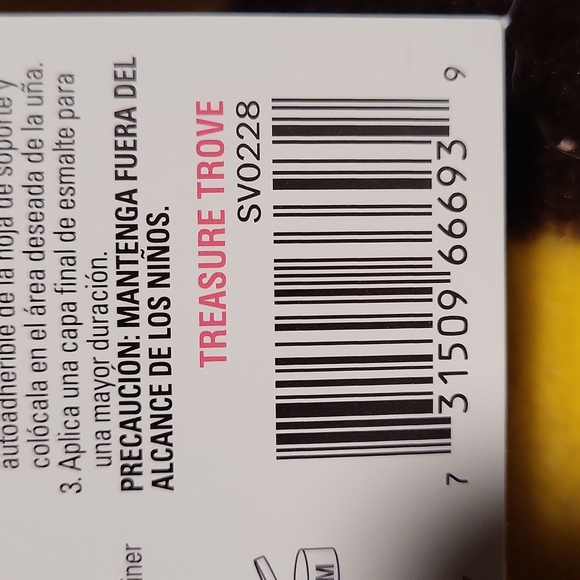 autoadherible de la hoja de soporte y
colócala en el área deseada de la uña.
3. Aplica una capa final de esmalte para
una mayor duración.
PRECAUCIÓN: MANTENGA FUERA DEL
ALCANCE DE LOS NIÑOS.
TREASURE TROVE
SV0228
7 31509 66693 9
M